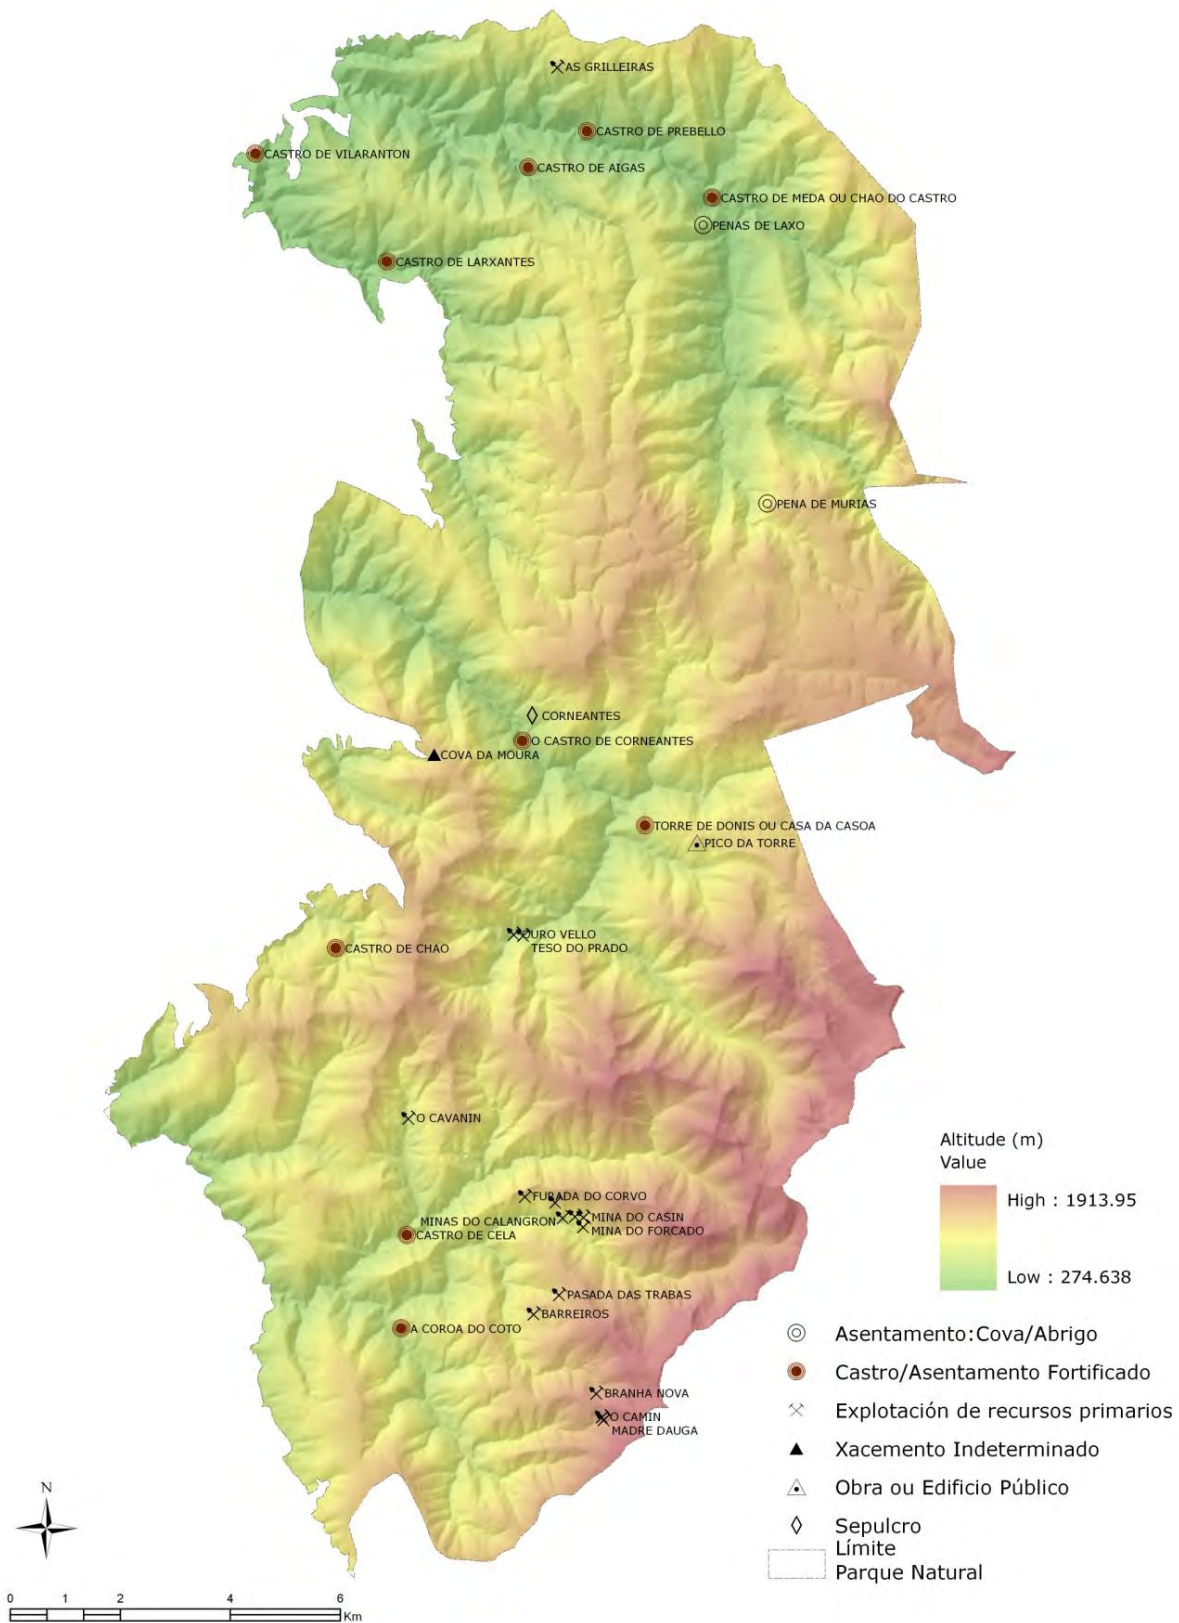 AS GRILLEIRAS
CASTRO DE PREBELLO
CASTRO DE VILARANTON
CASTRO DE AIGAS
CASTRO DE MEDA OU CHAO DO CASTRO
PENAS DE LAXO
CASTRO DE LARXANTES
PENA DE MURIAS
CORNEANTES
O CASTRO DE CORNEANTES
COVA DA MOURA
TORRE DE DONIS OU CASA DA CASOA
PICO DA TORRE
OURO VELLO
TESO DO PRADO
CASTRO DE CHAO
O CAVANIN
FURADA DO CORVO
MINAS DO CALANGRON
MINA DO CASIN
MINA DO FORCADO
CASTRO DE CELA
PASADA DAS TRABAS
BARREIROS
A COROA DO COTO
BRANHA NOVA
O CAMIN
MADRE DAUGA
Altitude (m)
Value
High : 1913.95
Low : 274.638
Asentamento:Cova/Abrigo
Castro/Asentamento Fortificado
Explotación de recursos primarios
Xacemento Indeterminado
Obra ou Edificio Público
Sepulcro
Límite
Parque Natural
N
0 1 2 4 6
Km